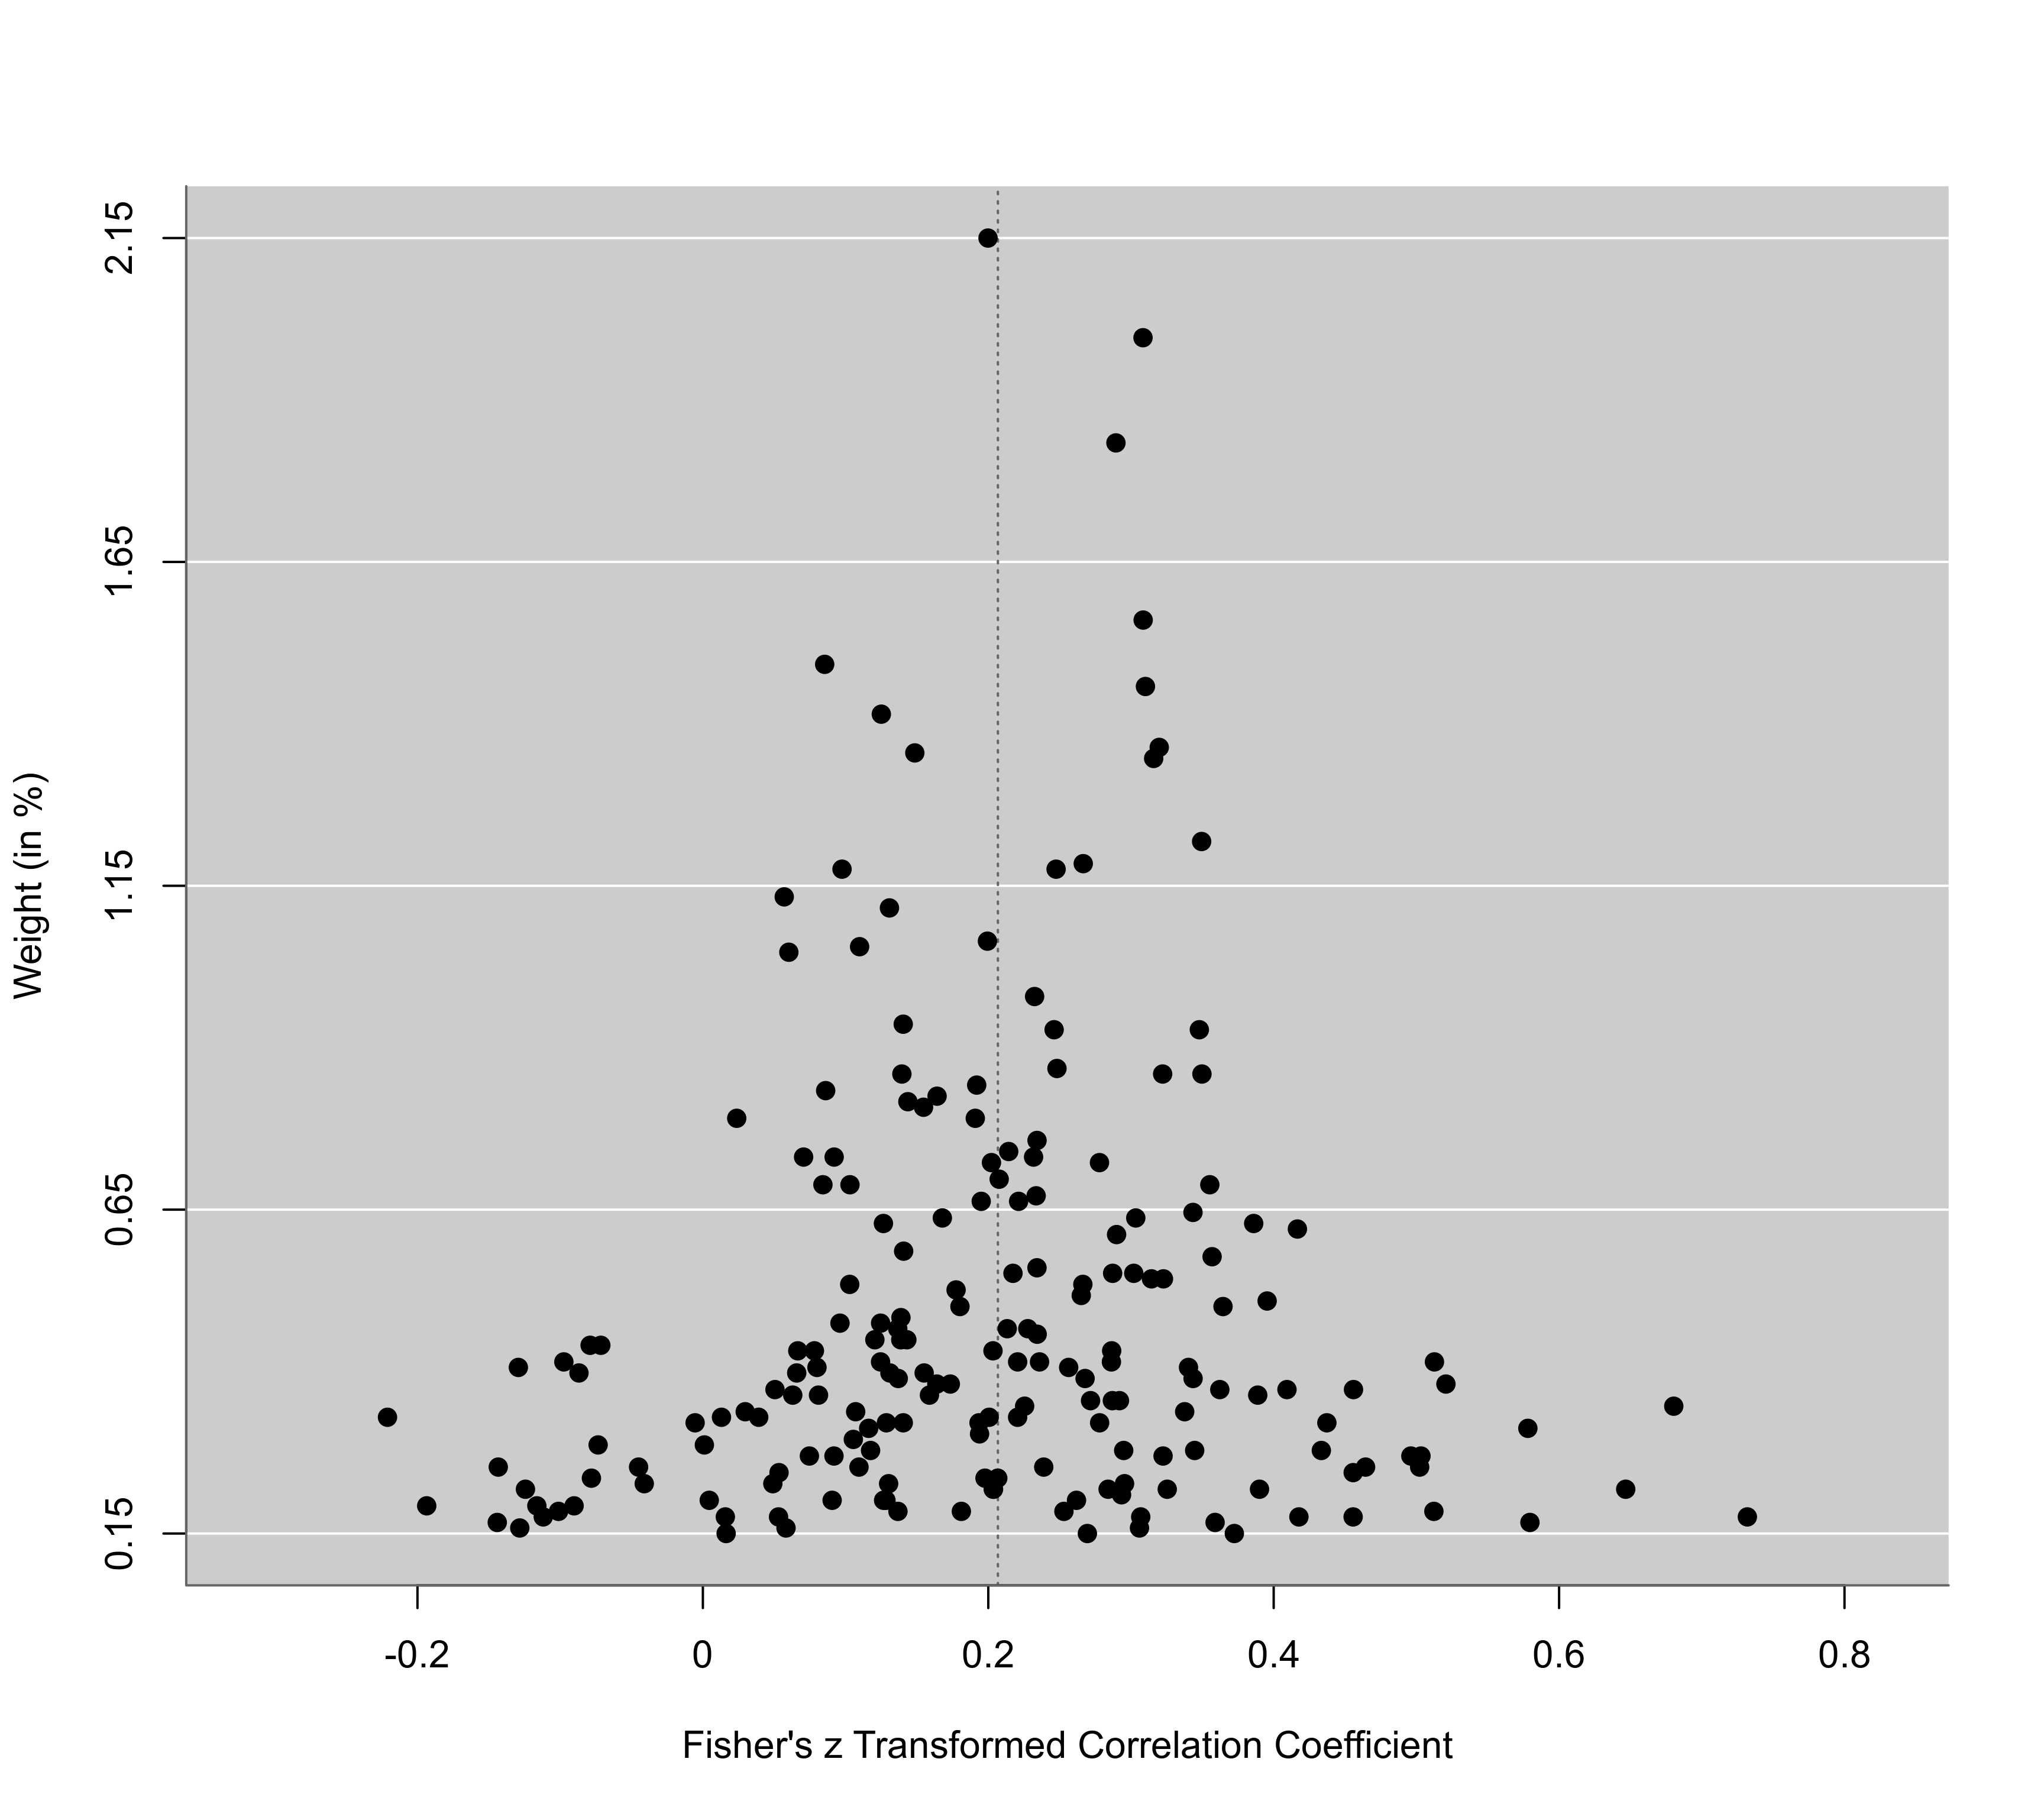 2.15
1.65
1.15
0.65
0.15
Weight (in %)
-0.2 0 0.2 0.4 0.6 0.8
Fisher's z Transformed Correlation Coefficient